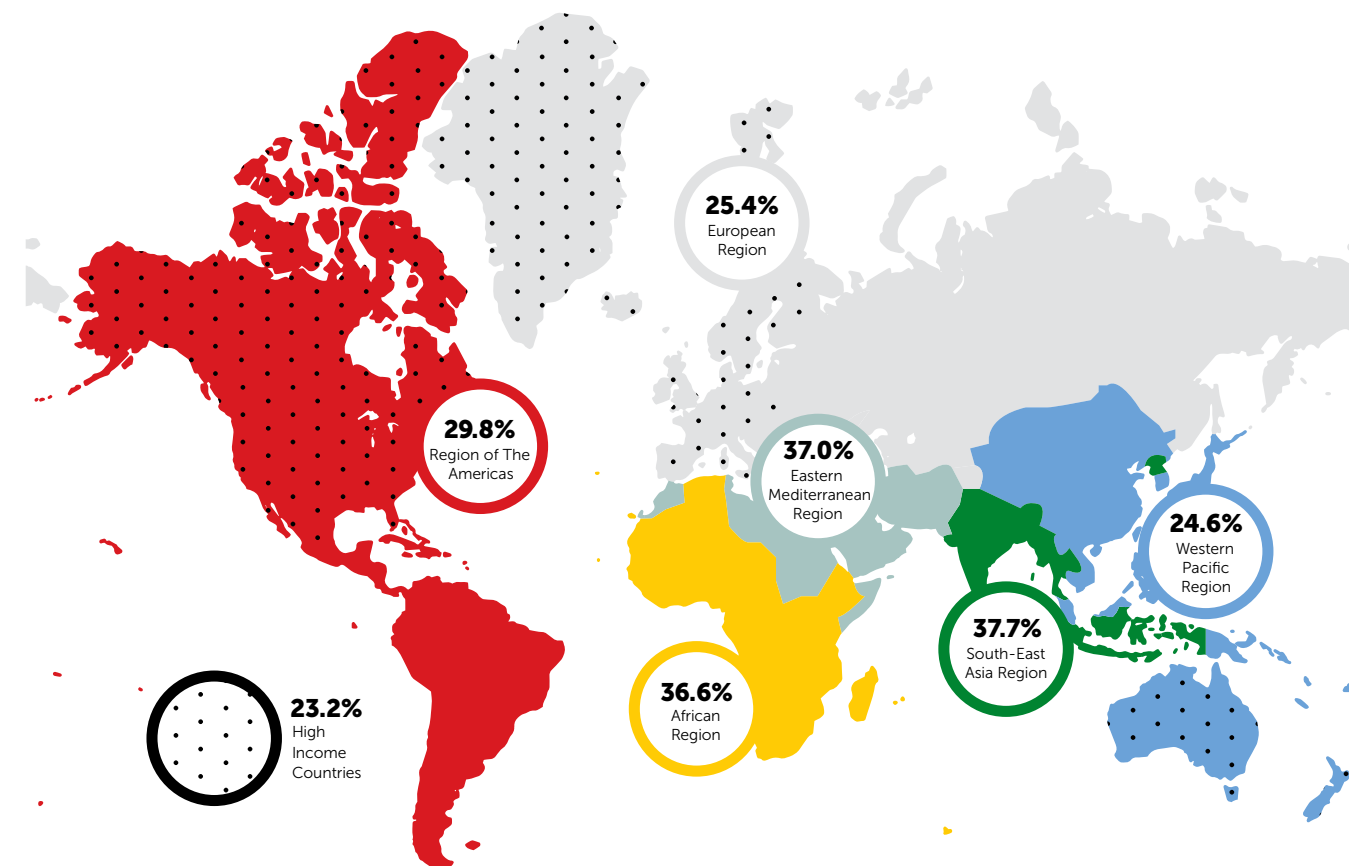 25.4%
European
Region
29.8%
Region of The
Americas
37.0%
Eastern
Mediterranean
Region
24.6%
Western
Pacific
Region
37.7%
South-East
Asia Region
36.6%
African
Region
23.2%
High
Income
Countries